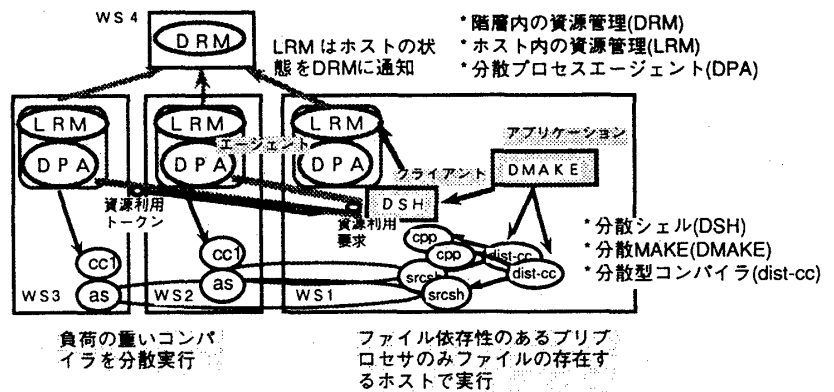 WS4
DRM
LRMはホストの状
態をDRMに通知
*階層内の資源管理(DRM)
*ホスト内の資源管理(LRM)
*分散プロセスエージェント(DPA)
LRM
DPA
LRM
DPA
LRM
DPA
エージェント
アプリケーション
クライアント
DMAKE
DSH
資源利用
トークン
資源利用
要求
*分散シェル(DSH)
*分散MAKE(DMAKE)
*分散型コンパイラ(dist-cc)
cpp
cpp
dist-cc
dist-cc
srcsh
srcsh
cc1
as
cc1
as
WS3
WS2
WS1
負荷の重いコンパ
イラを分散実行
ファイル依存性のあるプリプ
ロセサのみファイルの存在す
るホストで実行